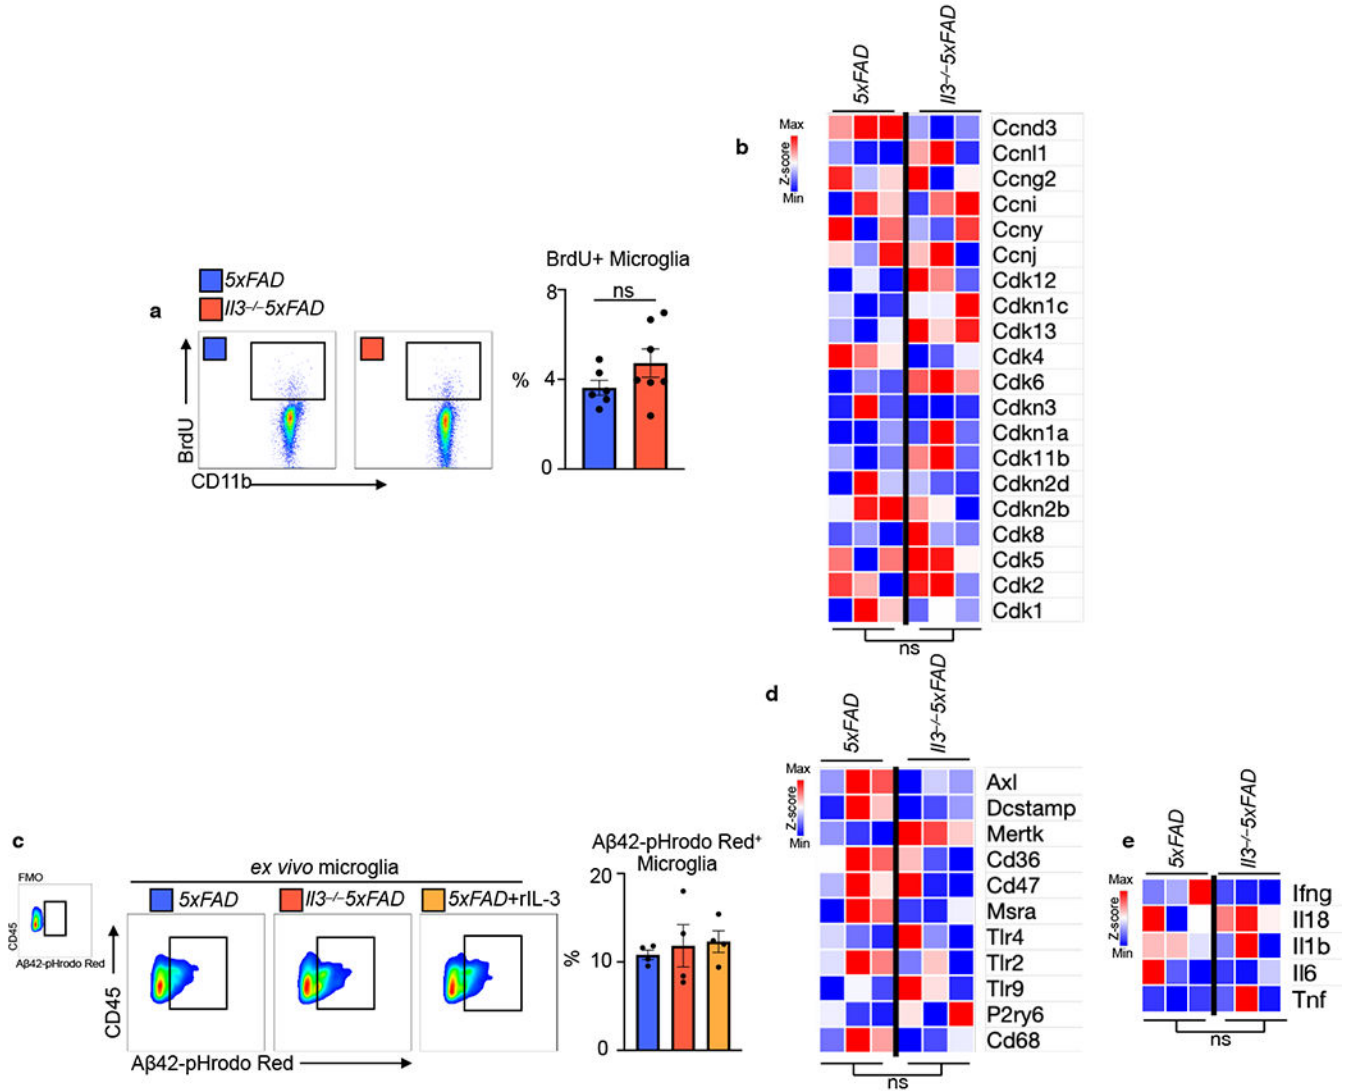 a
5xFAD
Il3–/–5xFAD
BrdU
CD11b
BrdU+ Microglia
ns
8
%
4
0
b
5xFAD
Il3–/–5xFAD
Max
Z-score
Min
Ccnd3
Ccnl1
Ccng2
Ccni
Ccny
Ccnj
Cdk12
Cdkn1c
Cdk13
Cdk4
Cdk6
Cdkn3
Cdkn1a
Cdk11b
Cdkn2d
Cdkn2b
Cdk8
Cdk5
Cdk2
Cdk1
ns
c
FMO
CD45
Aβ42-pHrodo Red
ex vivo microglia
5xFAD
Il3–/–5xFAD
5xFAD+rIL-3
CD45
Aβ42-pHrodo Red
Aβ42-pHrodo Red+
Microglia
20
%
10
0
d
5xFAD
Il3–/–5xFAD
Max
Z-score
Min
Axl
Dcstamp
Mertk
Cd36
Cd47
Msra
Tlr4
Tlr2
Tlr9
P2ry6
Cd68
ns
e
5xFAD
Il3–/–5xFAD
Max
Z-score
Min
Ifng
Il18
Il1b
Il6
Tnf
ns